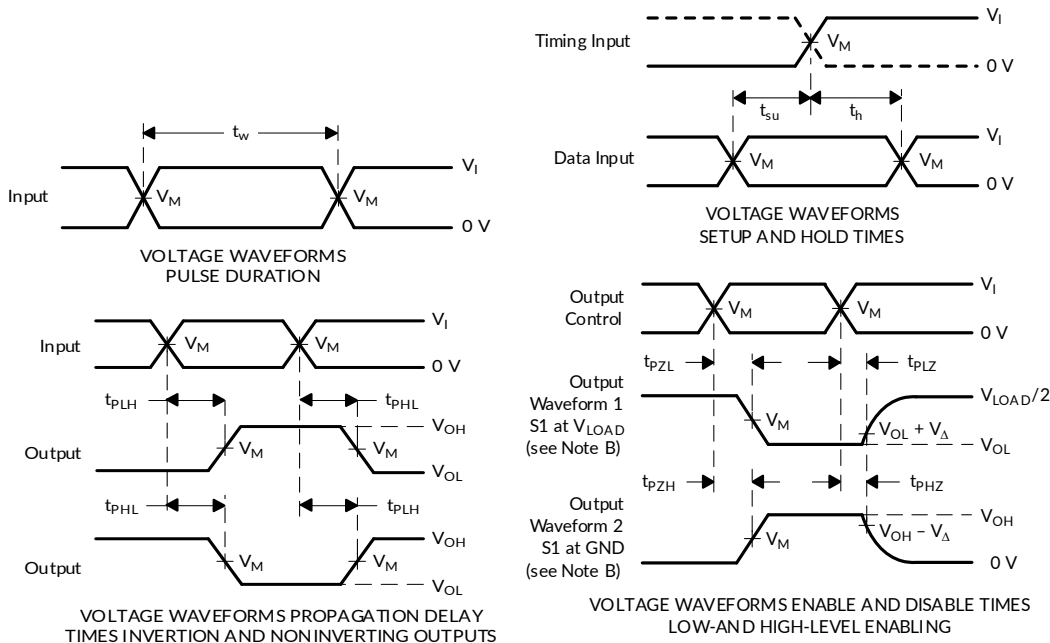 t_w
V_I
Input
V_M
V_M
0 V
VOLTAGE WAVEFORMS
PULSE DURATION
V_I
Timing Input
V_M
0 V
t_su
t_h
V_I
Data Input
V_M
V_M
0 V
VOLTAGE WAVEFORMS
SETUP AND HOLD TIMES
V_I
Input
V_M
V_M
0 V
t_PLH
t_PHL
V_OH
Output
V_M
V_M
V_OL
t_PHL
t_PLH
V_OH
Output
V_M
V_M
V_OL
VOLTAGE WAVEFORMS PROPAGATION DELAY
TIMES INVERTION AND NONINVERTING OUTPUTS
V_I
Output
Control
V_M
V_M
0 V
t_PZL
t_PLZ
Output
Waveform 1
S1 at V_LOAD
(see Note B)
V_LOAD/2
V_M
V_OL + V_Δ
V_OL
t_PZH
t_PHZ
Output
Waveform 2
S1 at GND
(see Note B)
V_OH
V_M
V_OH – V_Δ
0 V
VOLTAGE WAVEFORMS ENABLE AND DISABLE TIMES
LOW-AND HIGH-LEVEL ENABLING